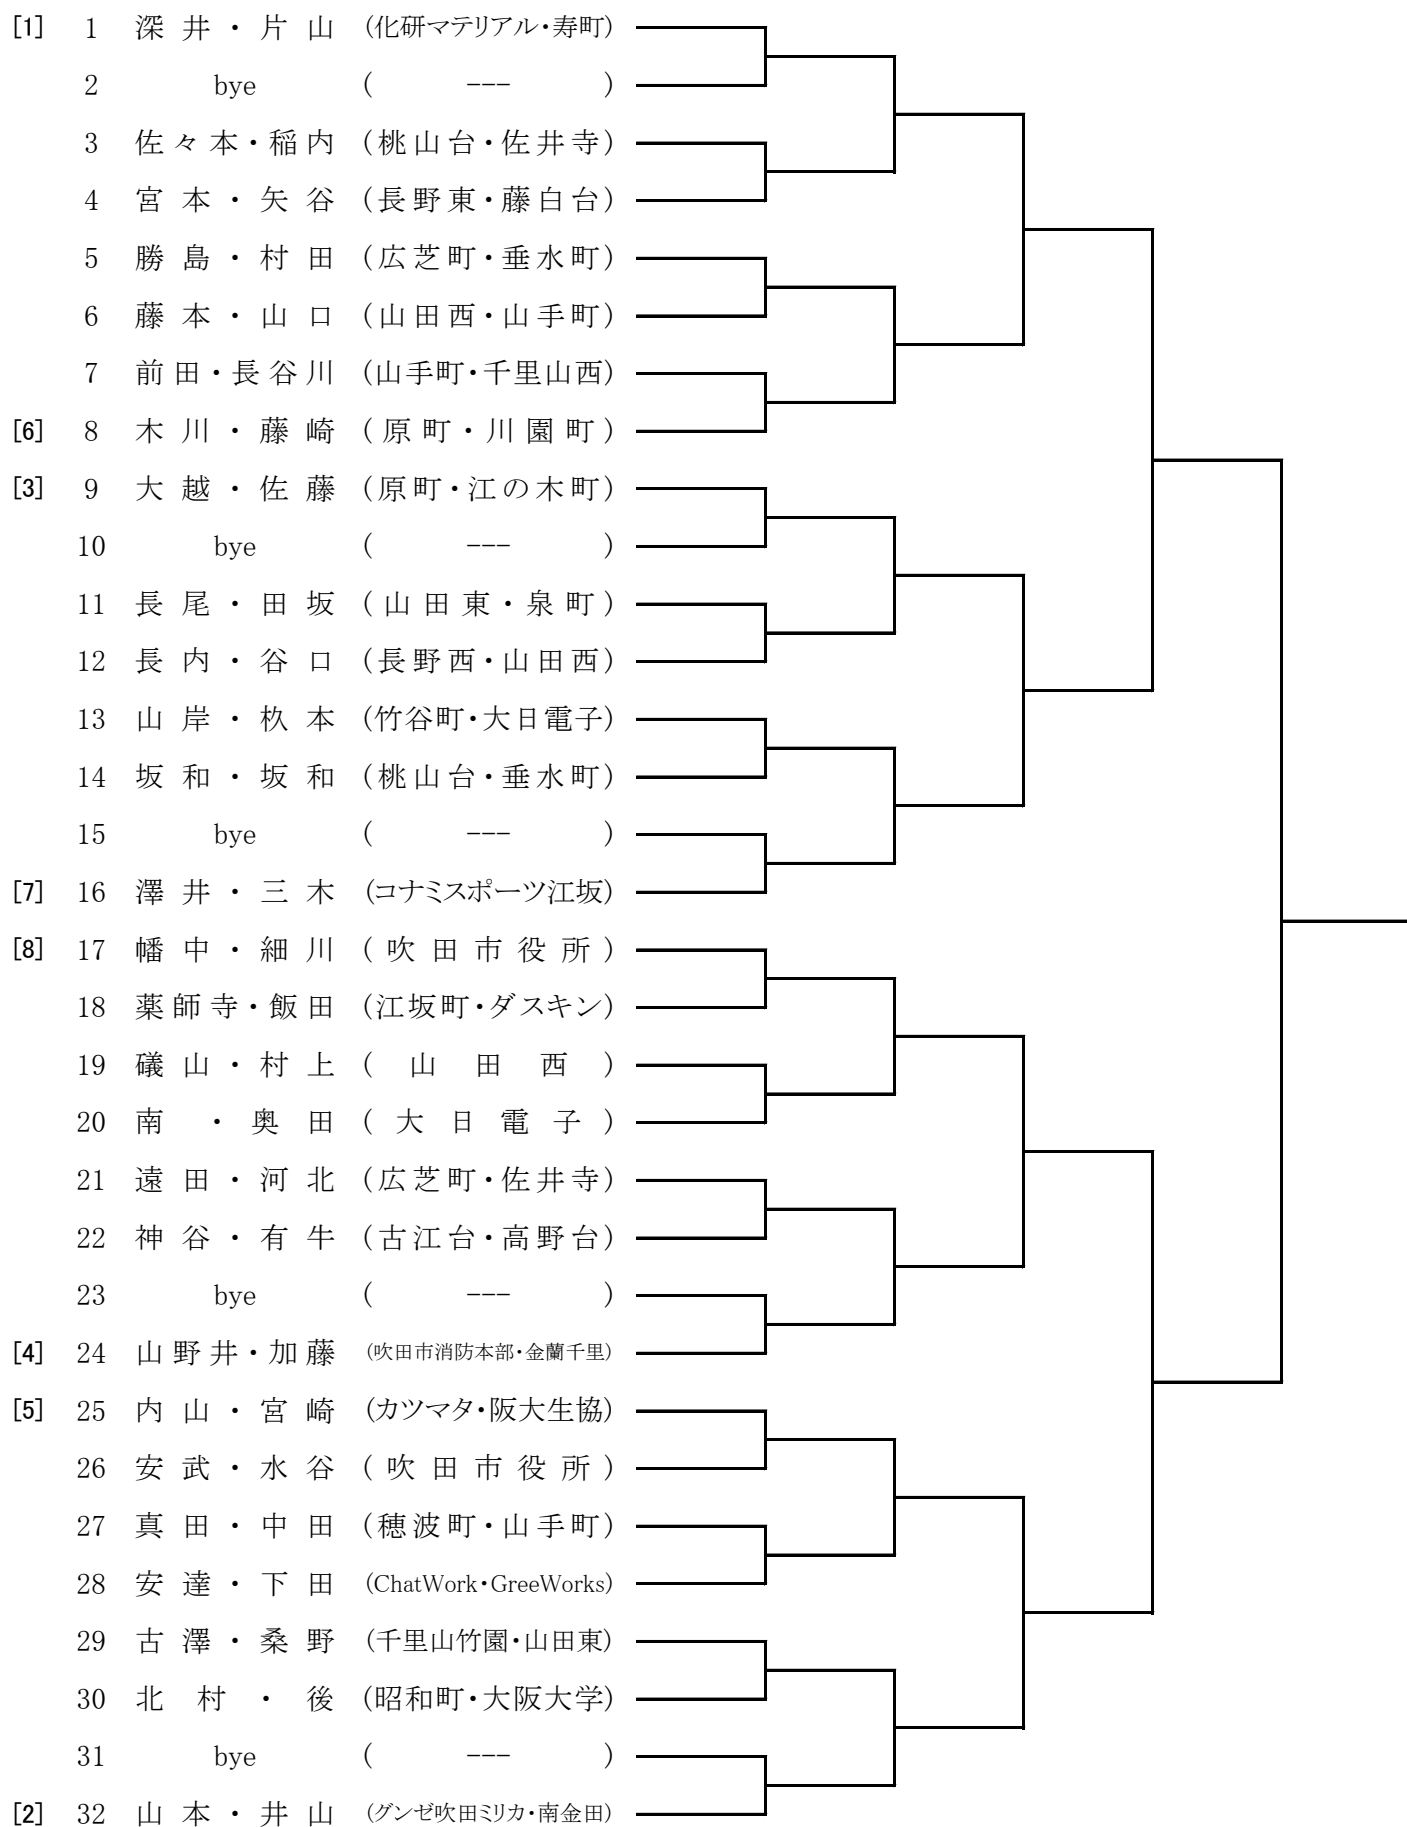 [1] 1 深井・片山 (化研マテリアル・寿町)
2 bye ( --- )
3 佐々本・稲内 (桃山台・佐井寺)
4 宮本・矢谷 (長野東・藤白台)
5 勝島・村田 (広芝町・垂水町)
6 藤本・山口 (山田西・山手町)
7 前田・長谷川 (山手町・千里山西)
[6] 8 木川・藤崎 (原町・川園町)
[3] 9 大越・佐藤 (原町・江の木町)
10 bye ( --- )
11 長尾・田坂 (山田東・泉町)
12 長内・谷口 (長野西・山田西)
13 山岸・杦本 (竹谷町・大日電子)
14 坂和・坂和 (桃山台・垂水町)
15 bye ( --- )
[7] 16 澤井・三木 (コナミスポーツ江坂)
[8] 17 幡中・細川 (吹田市役所)
18 薬師寺・飯田 (江坂町・ダスキン)
19 礒山・村上 (山田西)
20 南・奥田 (大日電子)
21 遠田・河北 (広芝町・佐井寺)
22 神谷・有牛 (古江台・高野台)
23 bye ( --- )
[4] 24 山野井・加藤 (吹田市消防本部・金蘭千里)
[5] 25 内山・宮崎 (カツマタ・阪大生協)
26 安武・水谷 (吹田市役所)
27 真田・中田 (穂波町・山手町)
28 安達・下田 (ChatWork・GreeWorks)
29 古澤・桑野 (千里山竹園・山田東)
30 北村・後 (昭和町・大阪大学)
31 bye ( --- )
[2] 32 山本・井山 (グンゼ吹田ミリカ・南金田)